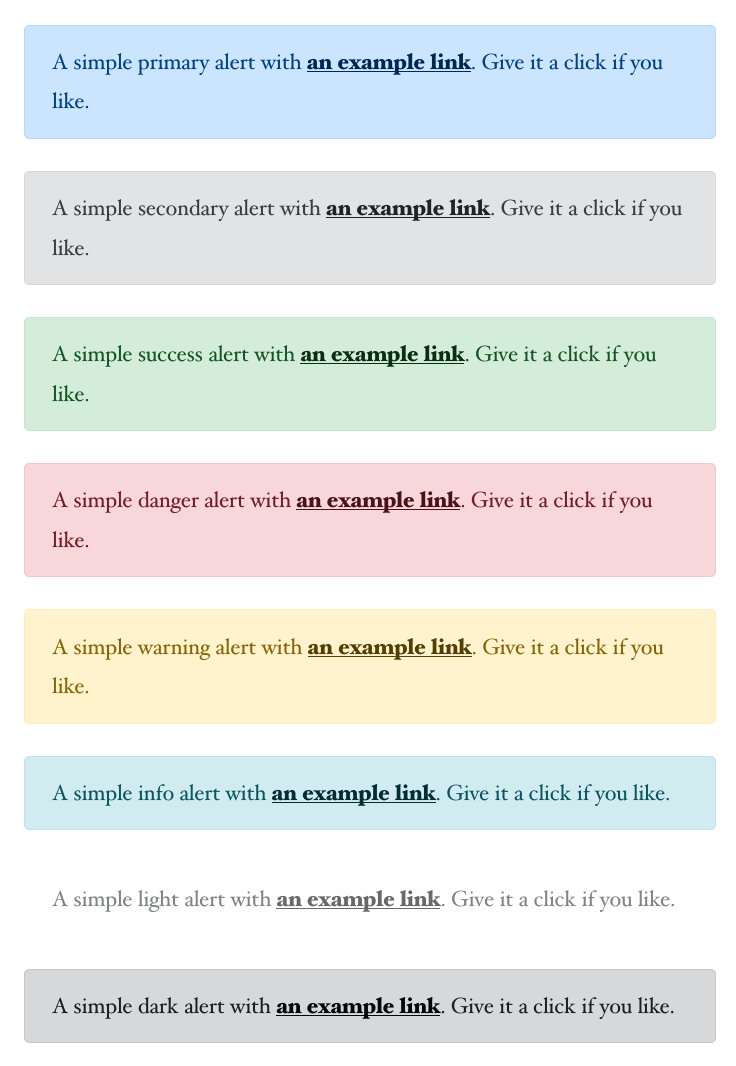 A simple primary alert with an example link. Give it a click if you
like.
A simple secondary alert with an example link. Give it a click if you
like.
A simple success alert with an example link. Give it a click if you
like.
A simple danger alert with an example link. Give it a click if you
like.
A simple warning alert with an example link. Give it a click if you
like.
A simple info alert with an example link. Give it a click if you like.
A simple light alert with an example link. Give it a click if you like.
A simple dark alert with an example link. Give it a click if you like.